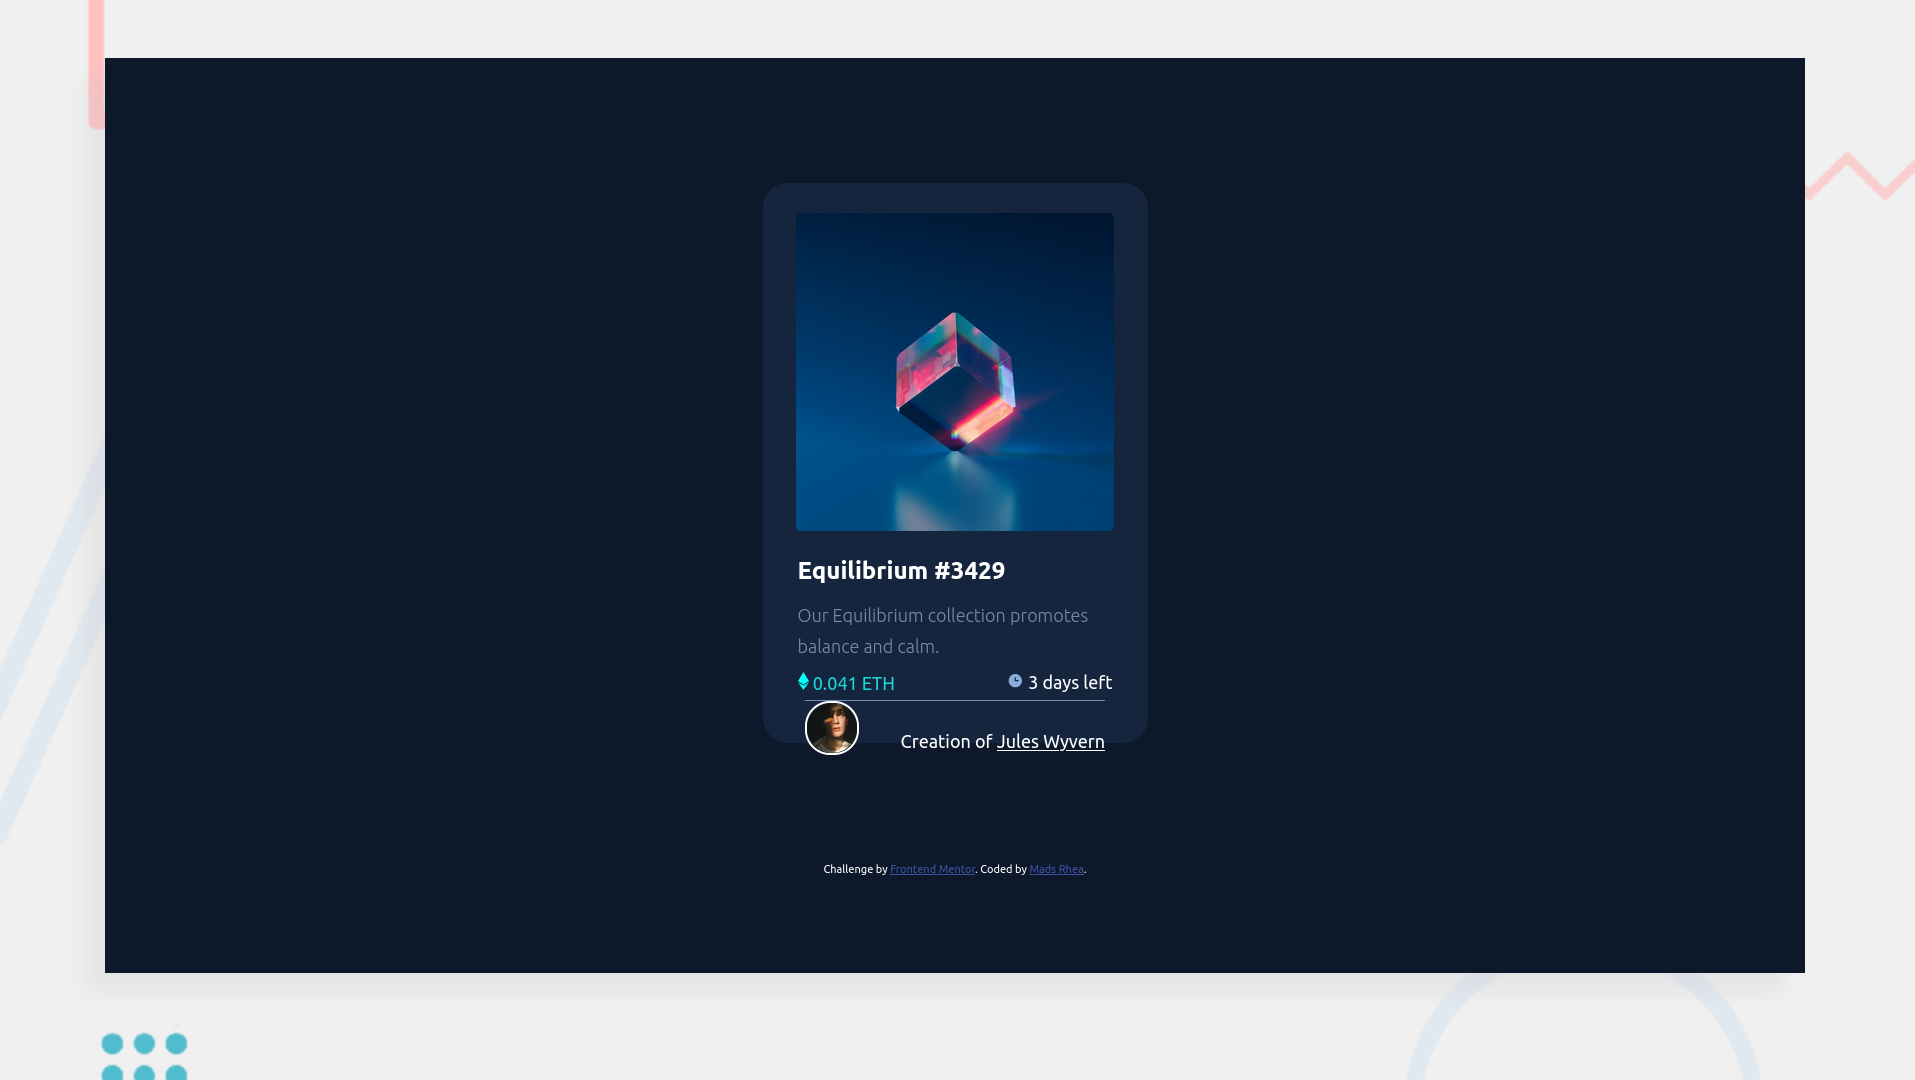 Equilibrium #3429
Our Equilibrium collection promotes
balance and calm.
0.041 ETH 3 days left
Creation of Jules Wyvern
Challenge by Frontend Mentor. Coded by Mads Rhea.